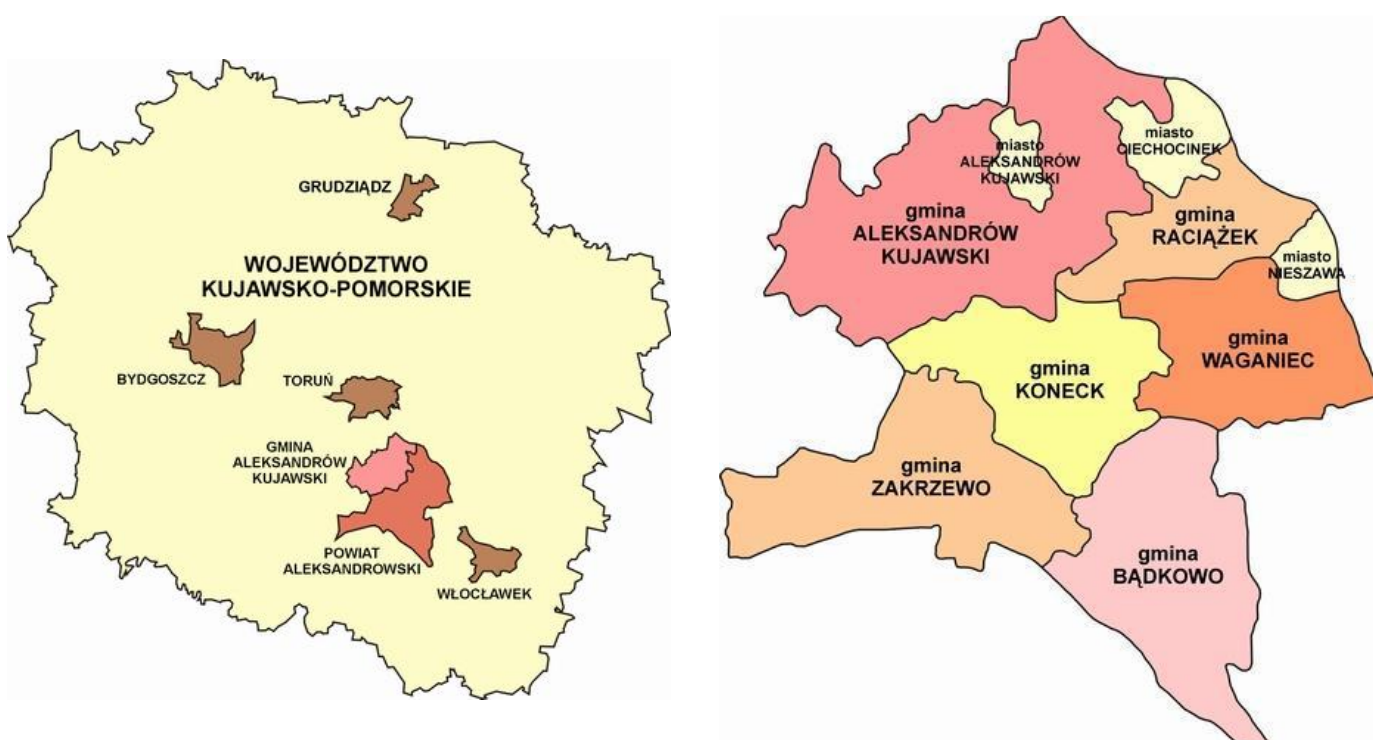 GRUDZIĄDZ
WOJEWÓDZTWO
KUJAWSKO-POMORSKIE
BYDGOSZCZ
TORUŃ
GMINA
ALEKSANDRÓW
KUJAWSKI
POWIAT
ALEKSANDROWSKI
WŁOCŁAWEK
miasto
CIECHOCINEK
miasto
ALEKSANDRÓW
KUJAWSKI
gmina
ALEKSANDRÓW
KUJAWSKI
gmina
RACIĄŻEK
miasto
NIESZAWA
gmina
WAGANIEC
gmina
KONECK
gmina
ZAKRZEWO
gmina
BĄDKOWO